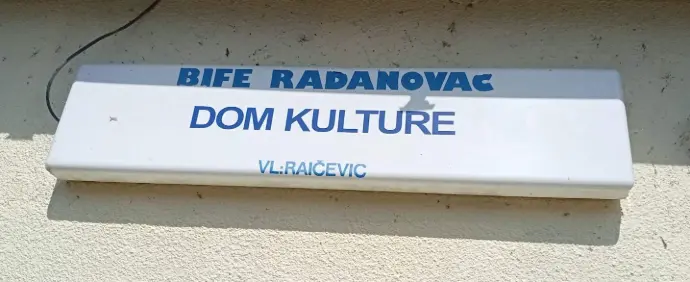 BIFE RADANOVAC
DOM KULTURE
VL:RAIČEVIC